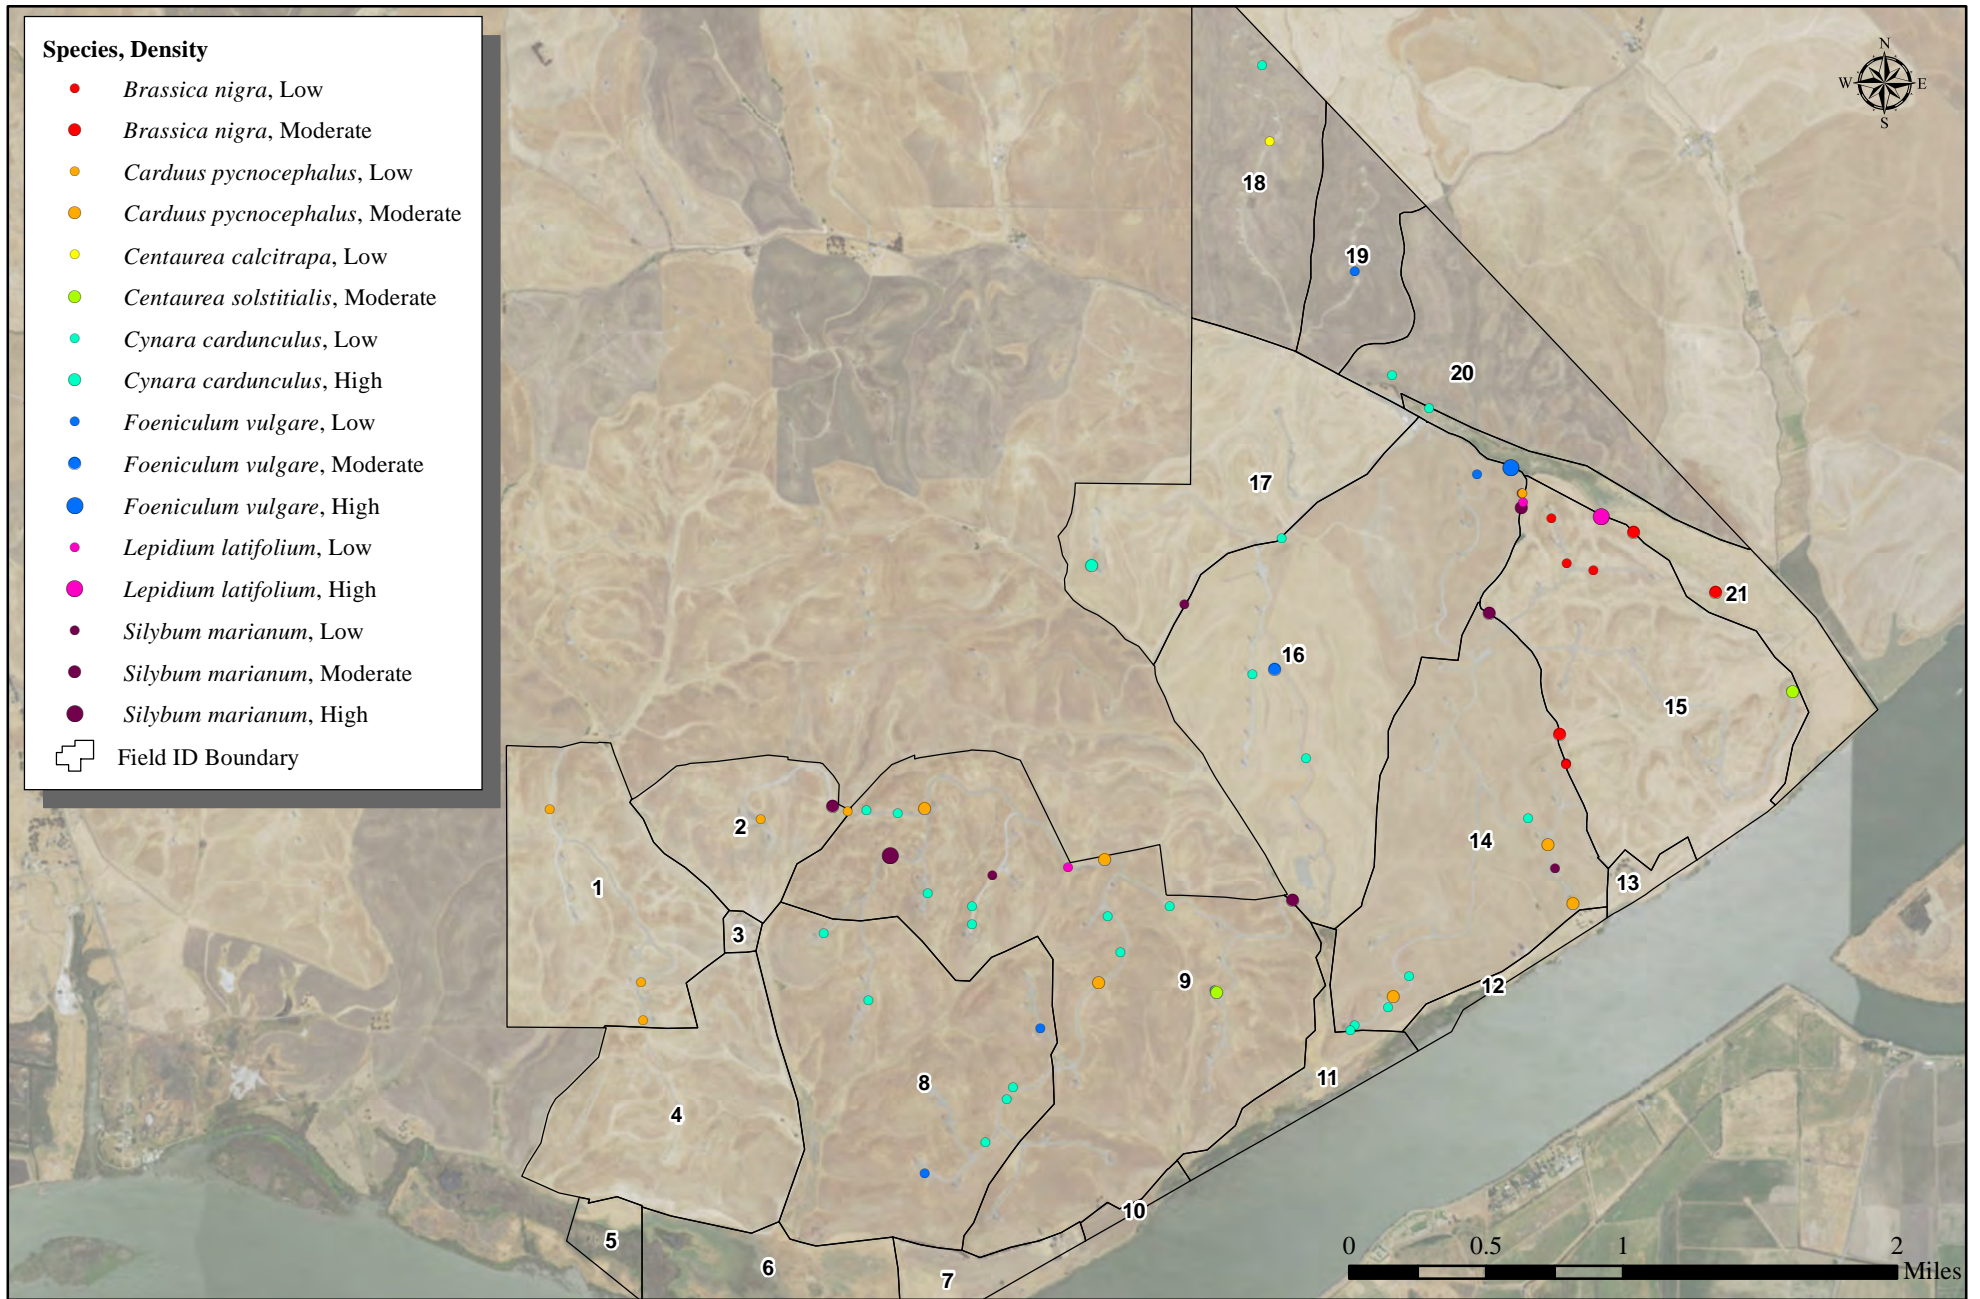 Species, Density
Brassica nigra, Low
Brassica nigra, Moderate
Carduus pycnocephalus, Low
Carduus pycnocephalus, Moderate
Centaurea calcitrapa, Low
Centaurea solstitialis, Moderate
Cynara cardunculus, Low
Cynara cardunculus, High
Foeniculum vulgare, Low
Foeniculum vulgare, Moderate
Foeniculum vulgare, High
Lepidium latifolium, Low
Lepidium latifolium, High
Silybum marianum, Low
Silybum marianum, Moderate
Silybum marianum, High
Field ID Boundary
N
W E
S
18
19
20
17
21
16
15
2
14
1
13
3
9
12
11
8
4
10
5
6
7
0 0.5 1 2
Miles